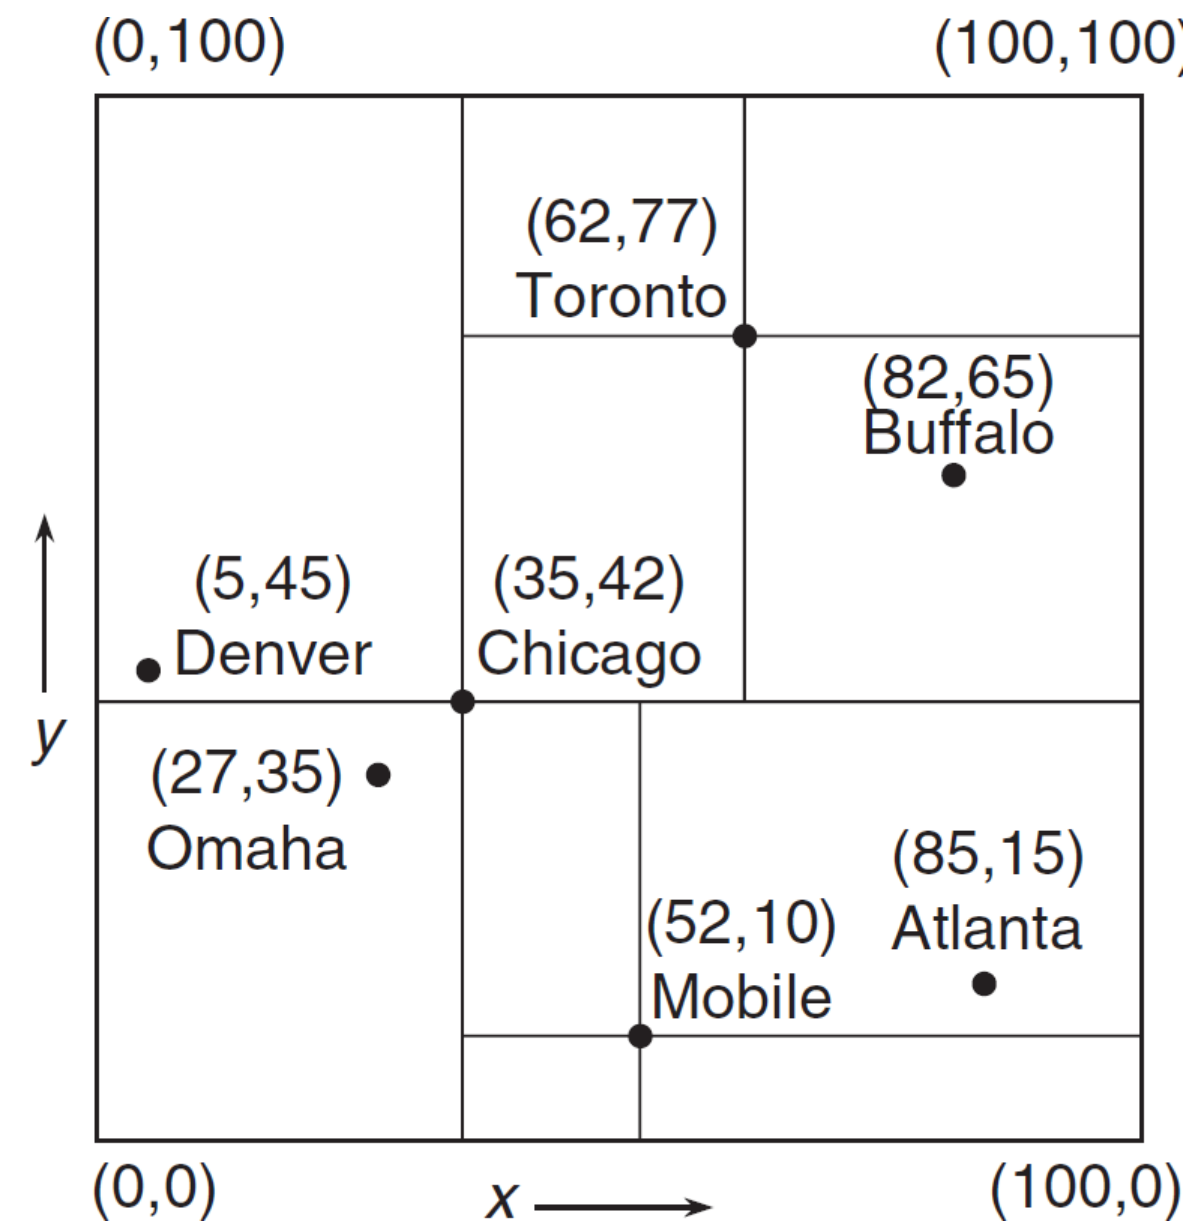 (0,100)
(100,100)
(62,77)
Toronto
(82,65)
Buffalo
(5,45)
Denver
(35,42)
Chicago
y
(27,35)
Omaha
(85,15)
Atlanta
(52,10)
Mobile
(0,0)
x
(100,0)